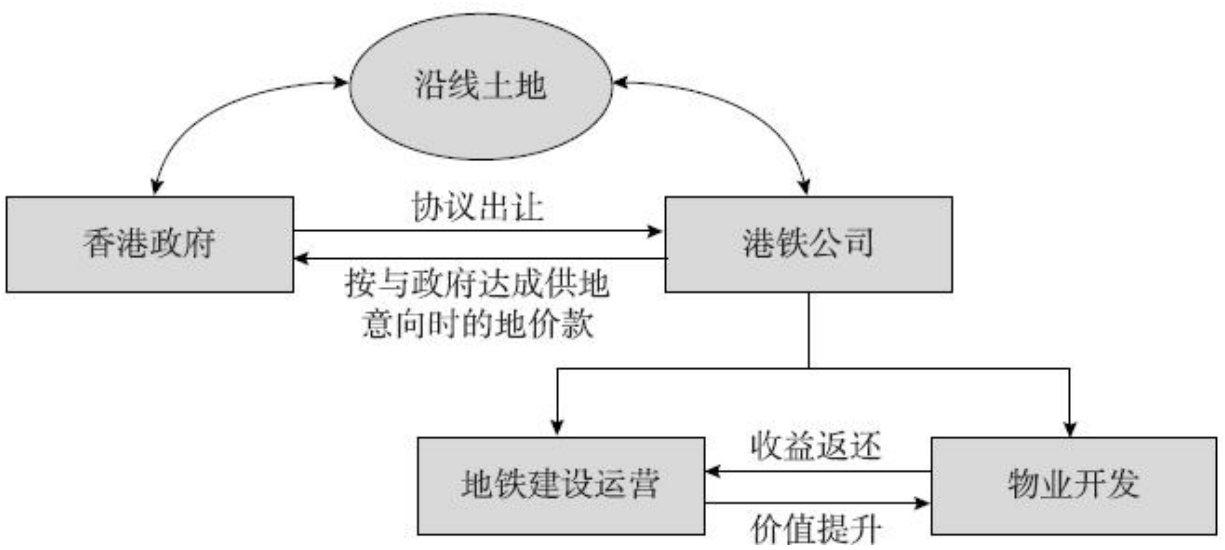 沿线土地
协议出让
香港政府
港铁公司
按与政府达成供地
意向时的地价款
收益返还
地铁建设运营
物业开发
价值提升